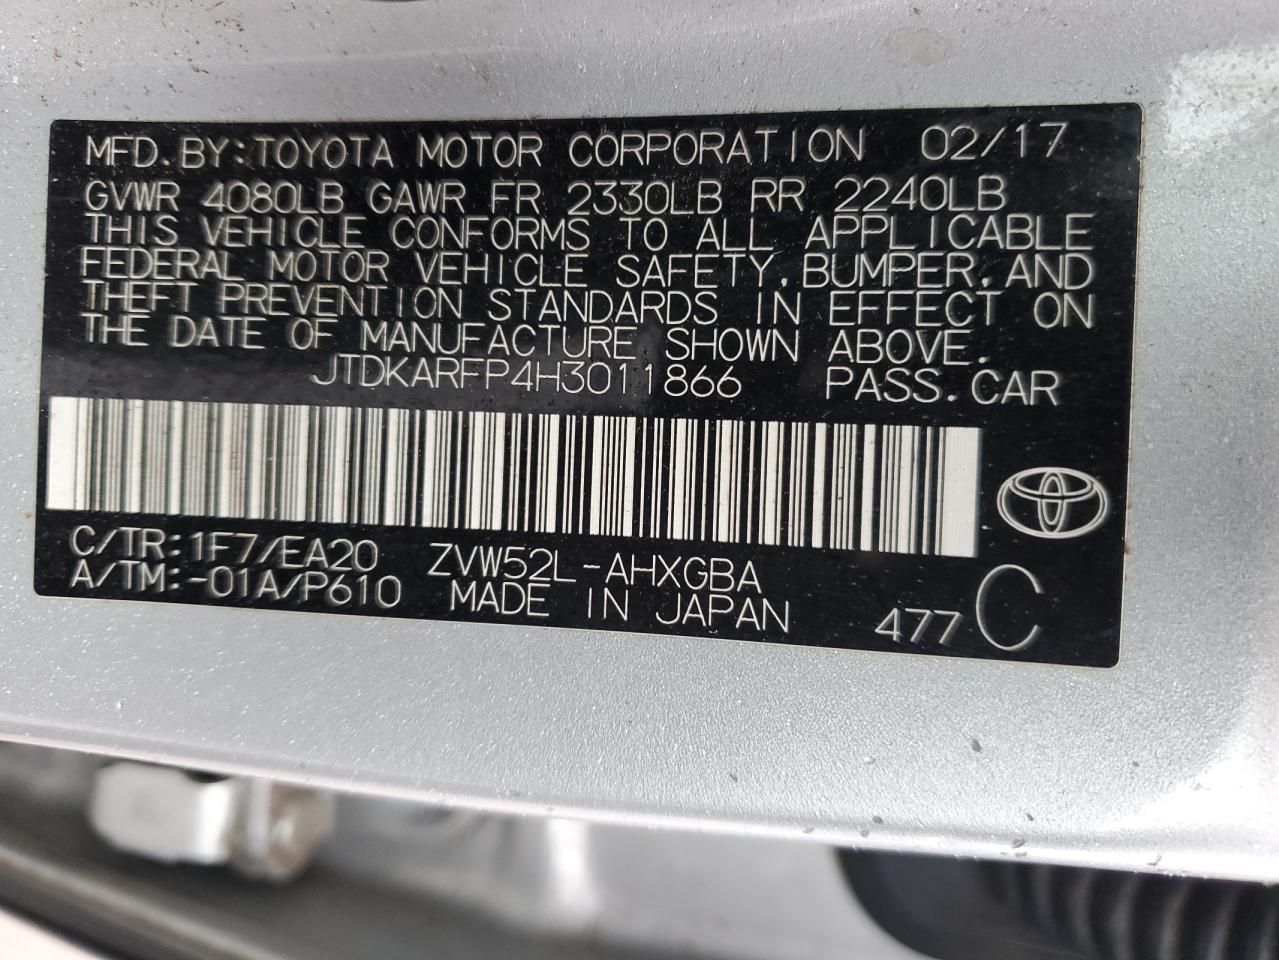 MFD. BY: TOYOTA MOTOR CORPORATION 02/17
GVWR 4080LB GAWR FR 2330LB RR 2240LB
THIS VEHICLE CONFORMS TO ALL APPLICABLE
FEDERAL MOTOR VEHICLE SAFETY, BUMPER, AND
THEFT PREVENTION STANDARDS IN EFFECT ON
THE DATE OF MANUFACTURE SHOWN ABOVE.
JTDKARFP4H3011866 PASS. CAR
C/TR: 1F7/EA20 ZVW52L-AHXGBA
A/TM: -01A/P610 MADE IN JAPAN 477 C